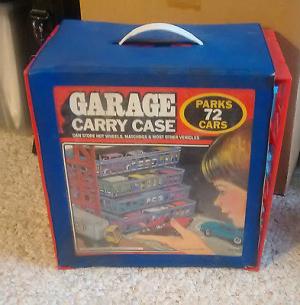 GARAGE
CARRY CASE
PARKS
72
CARS
CAN STORE HOT WHEELS, MATCHBOX & MOST OTHER VEHICLES